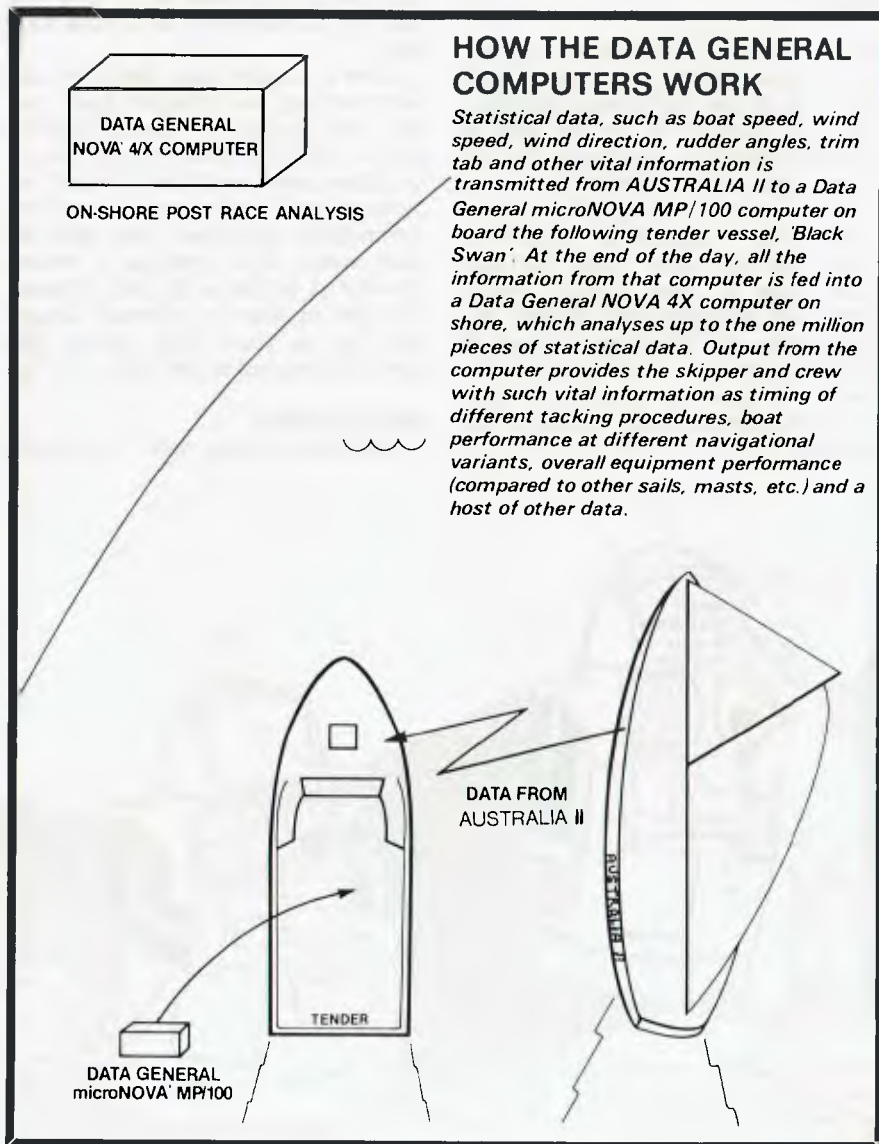 DATA GENERAL
NOVA' 4/X COMPUTER
ON-SHORE POST RACE ANALYSIS
HOW THE DATA GENERAL
COMPUTERS WORK
Statistical data, such as boat speed, wind
speed, wind direction, rudder angles, trim
tab and other vital information is
transmitted from AUSTRALIA II to a Data
General microNOVA MP/100 computer on
board the following tender vessel, 'Black
Swan'. At the end of the day, all the
information from that computer is fed into
a Data General NOVA 4X computer on
shore, which analyses up to the one million
pieces of statistical data. Output from the
computer provides the skipper and crew
with such vital information as timing of
different tacking procedures, boat
performance at different navigational
variants, overall equipment performance
(compared to other sails, masts, etc.) and a
host of other data.
DATA FROM
AUSTRALIA II
AUSTRALIA II
TENDER
DATA GENERAL
microNOVA' MP/100